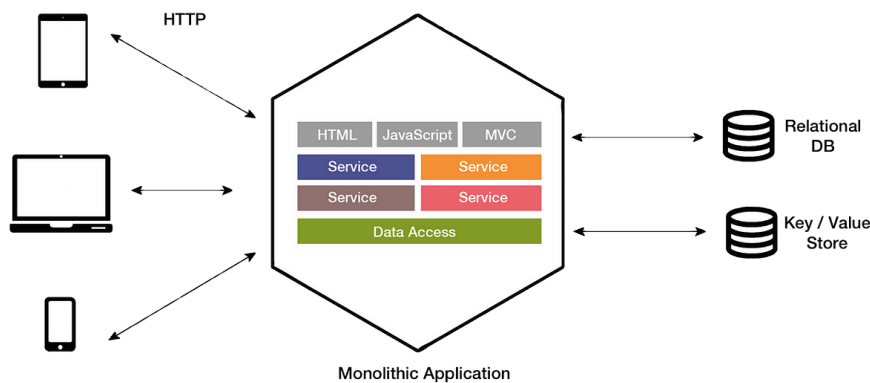 HTTP
HTML JavaScript MVC
Service Service
Service Service
Data Access
Relational
DB
Key / Value
Store
Monolithic Application